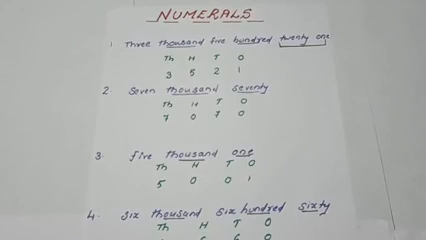 NUMERALS
1. Three thousand five hundred twenty one
Th H T O
3 5 2 1
2. Seven thousand seventy
Th H T O
7 0 7 0
3. Five thousand one
Th H T O
5 0 0 1
4. Six thousand six hundred sixty
Th H T O